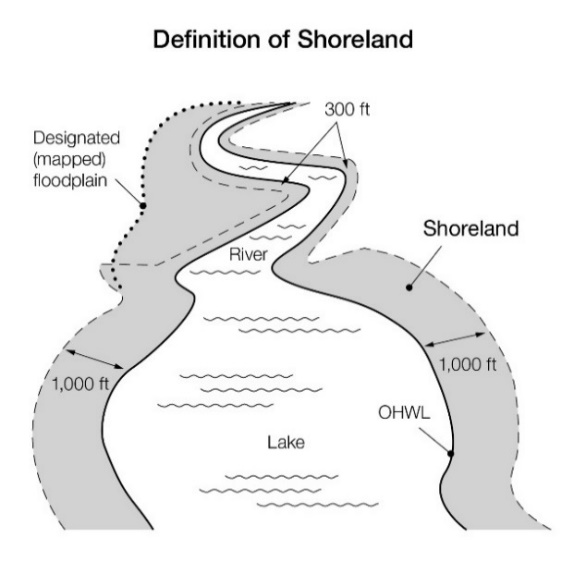 Definition of Shoreland
300 ft
Designated
(mapped)
floodplain
Shoreland
River
1,000 ft
1,000 ft
OHWL
Lake